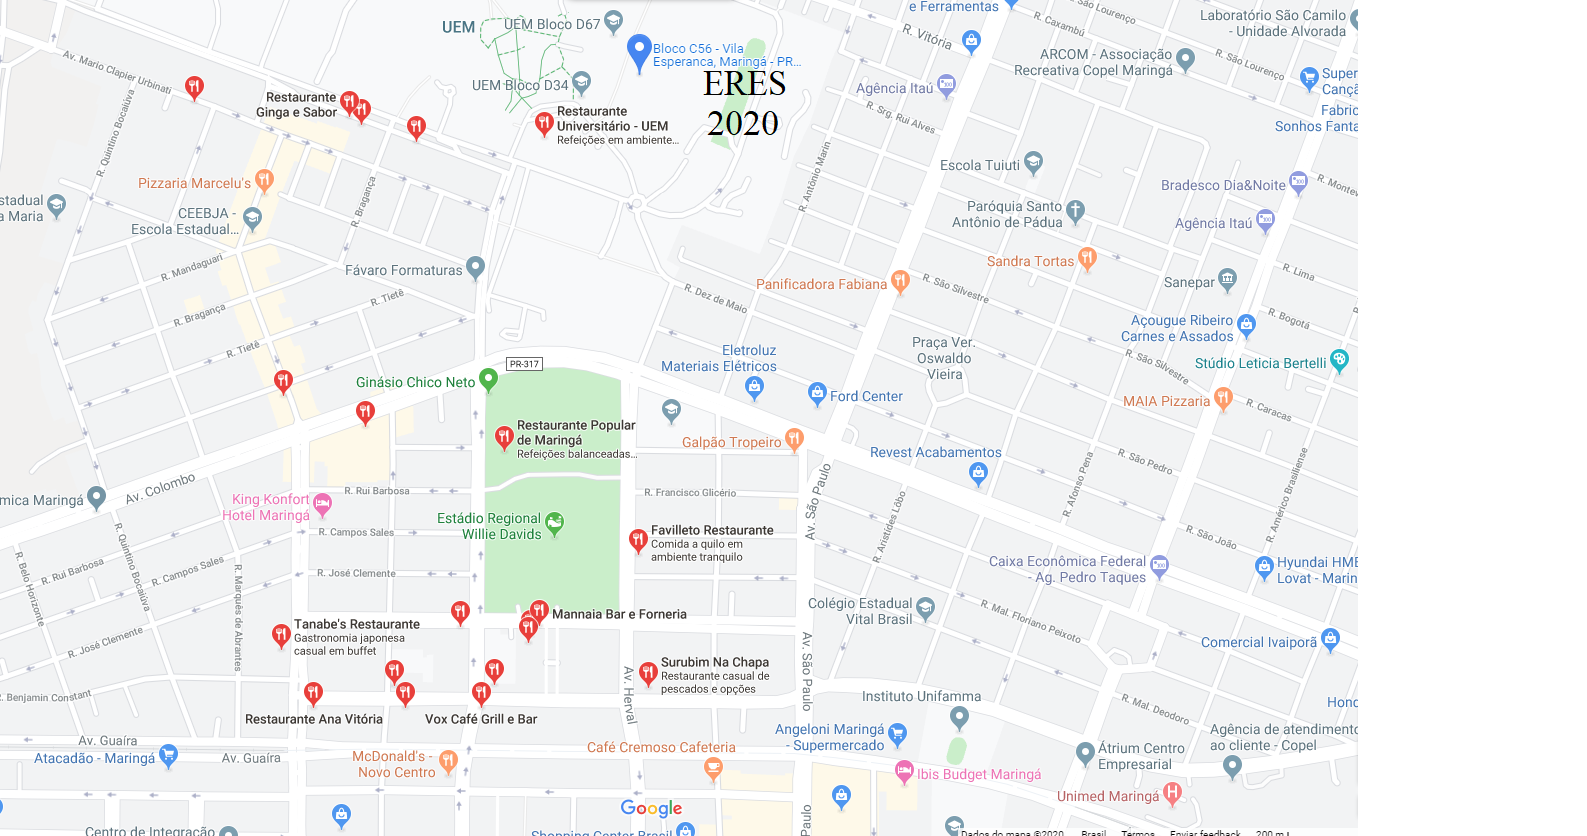 UEM
UEM Bloco D67
e Ferramentas
R. Caxambú
São Lourenço
Laboratório São Camilo
- Unidade Alvorada
R. Vitória
Bloco C56 - Vila
Esperanca, Maringá - PR...
ERES
2020
ARCOM - Associação
Recreativa Copel Maringá
R. São Lourenço
Super
Canç
Av. Mario Clapier Urbinati
UEM Bloco D34
Agência Itaú
Fabric
Sonhos Fanta
Restaurante
Ginga e Sabor
Restaurante
Universitário - UEM
Refeições em ambiente...
R. Srg. Rui Alves
R. Quintino Bocaiúva
Escola Tuiuti
R. Antônio Marin
Pizzaria Marcelu's
R. Bragança
Bradesco Dia&Noite
R. Montev
stadual
a Maria
CEEBJA -
Escola Estadual...
Paróquia Santo
Antônio de Pádua
Agência Itaú
R. Mandaguari
Fávaro Formaturas
Sandra Tortas
R. Lima
Panificadora Fabiana
R. São Silvestre
Sanepar
R. Tietê
R. Dez de Maio
R. Bragança
Açougue Ribeiro
Carnes e Assados
R. Bogotá
R. Tietê
Eletroluz
Materiais Elétricos
Praça Ver.
Oswaldo
Vieira
R. São Silvestre
PR-317
Stúdio Leticia Bertelli
Ginásio Chico Neto
Ford Center
MAIA Pizzaria
R. Caracas
Restaurante Popular
de Maringá
Refeições balanceadas...
Galpão Tropeiro
Revest Acabamentos
R. São Pedro
mica Maringá
Av. Colombo
R. Rui Barbosa
R. Francisco Glicério
Av. São Paulo
R. Aristides Lobo
R. Afonso Pena
R. Américo Brasiliense
King Konfort
Hotel Maringá
Estádio Regional
Willie Davids
R. Campos Sales
Favilleto Restaurante
Comida a quilo em
ambiente tranquilo
R. São João
R. Belo Horizonte
R. Rui Barbosa
R. Quintino Bocaiúva
R. Campos Sales
R. José Clemente
Caixa Econômica Federal
- Ag. Pedro Taques
Hyundai HMB
Lovat - Marin
R. Marquês de Abrantes
Colégio Estadual
Vital Brasil
R. Mal. Floriano Peixoto
Mannaia Bar e Forneria
Tanabe's Restaurante
Gastronomia japonesa
casual em buffet
R. José Clemente
Comercial Ivaiporã
Av. São Paulo
Surubim Na Chapa
Restaurante casual de
pescados e opções
Av. Herval
R. Benjamin Constant
Instituto Unifamma
R. Mal. Deodoro
Hono
Restaurante Ana Vitória
Vox Café Grill e Bar
Av. Guaíra
Angeloni Maringá
- Supermercado
Agência de atendimento
ao cliente - Copel
Atacadão - Maringá
Av. Guaíra
McDonald's -
Novo Centro
Café Cremoso Cafeteria
Átrium Centro
Empresarial
Ibis Budget Maringá
Unimed Maringá
Google
Paulo
Centro de Integração
Shopping Center Brasil
Dados do mapa ©2020
Brasil
Termos
Enviar feedback
200 m